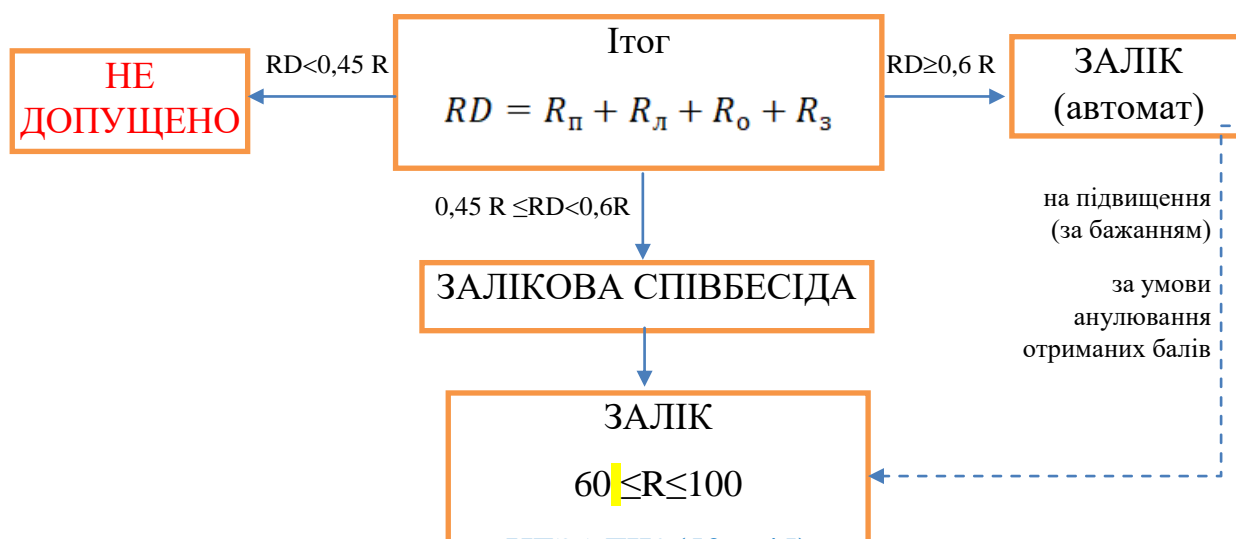 Ітог
RD = Rп + Rл + Rо + Rз
RD<0,45 R
НЕ
ДОПУЩЕНО
RD≥0,6 R
ЗАЛІК
(автомат)
0,45 R ≤RD<0,6R
на підвищення
(за бажанням)
за умови
анулювання
отриманих балів
ЗАЛІКОВА СПІВБЕСІДА
ЗАЛІК
60 ≤R≤100